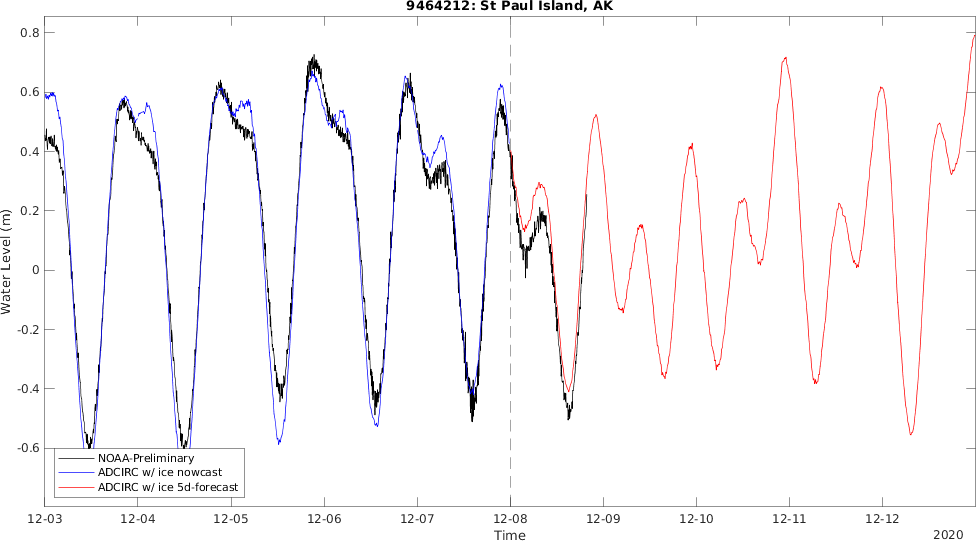 9464212: St Paul Island, AK
0.8
0.6
0.4
0.2
0
-0.2
-0.4
-0.6
Water Level (m)
NOAA-Preliminary
ADCIRC w/ ice nowcast
ADCIRC w/ ice 5d-forecast
12-03 12-04 12-05 12-06 12-07 12-08 12-09 12-10 12-11 12-12
Time
2020